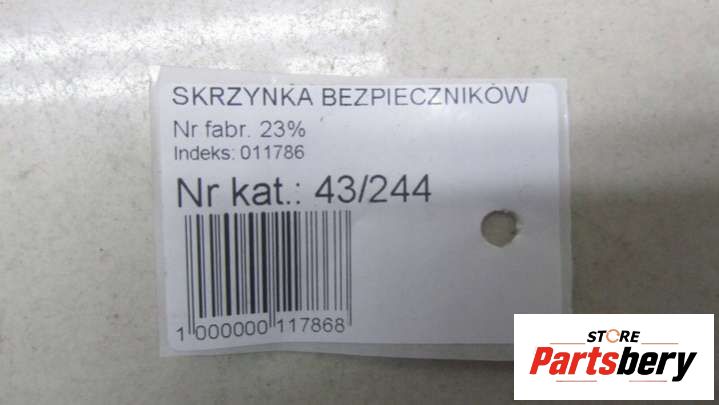 SKRZYNKA BEZPIECZNIKÓW
Nr fabr. 23%
Indeks: 011786
Nr kat.: 43/244
1 000000 117868
STORE
Partsbery